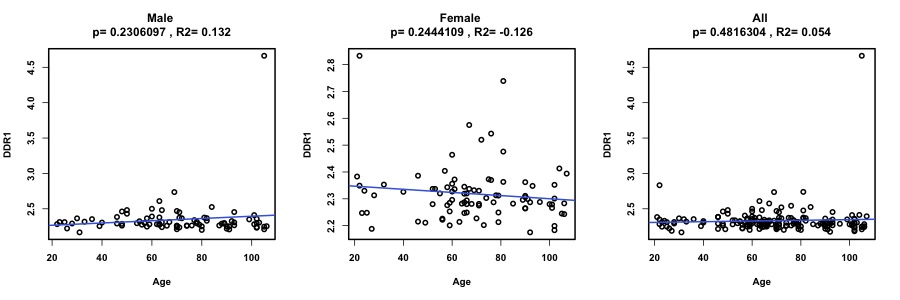 Male
p= 0.2306097 , R2= 0.132
DDR1
4.5
4.0
3.5
3.0
2.5
20 40 60 80 100
Age
Female
p= 0.2444109 , R2= -0.126
DDR1
2.8
2.7
2.6
2.5
2.4
2.3
2.2
20 40 60 80 100
Age
All
p= 0.4816304 , R2= 0.054
DDR1
4.5
4.0
3.5
3.0
2.5
20 40 60 80 100
Age